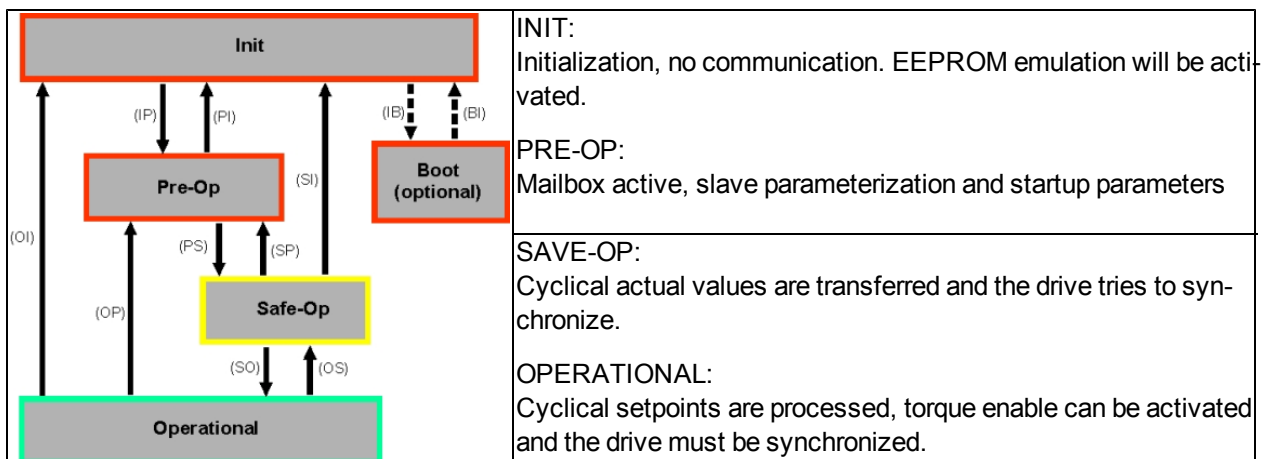 Init
(IP)
(PI)
(IB)
(BI)
Pre-Op
(SI)
Boot
(optional)
(OI)
(PS)
(SP)
(OP)
Safe-Op
(SO)
(OS)
Operational
INIT:
Initialization, no communication. EEPROM emulation will be acti-
vated.
PRE-OP:
Mailbox active, slave parameterization and startup parameters
SAVE-OP:
Cyclical actual values are transferred and the drive tries to syn-
chronize.
OPERATIONAL:
Cyclical setpoints are processed, torque enable can be activated
and the drive must be synchronized.